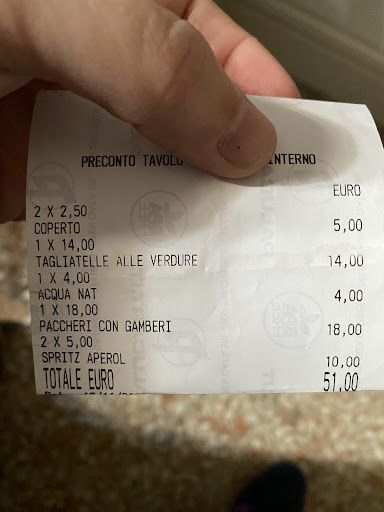 PRECONTO TAVOLO INTERNO
EURO
2 X 2,50
COPERTO 5,00
1 X 14,00
TAGLIATELLE ALLE VERDURE 14,00
1 X 4,00
ACQUA NAT 4,00
1 X 18,00
PACCHERI CON GAMBERI 18,00
2 X 5,00
SPRITZ APEROL 10,00
TOTALE EURO 51,00